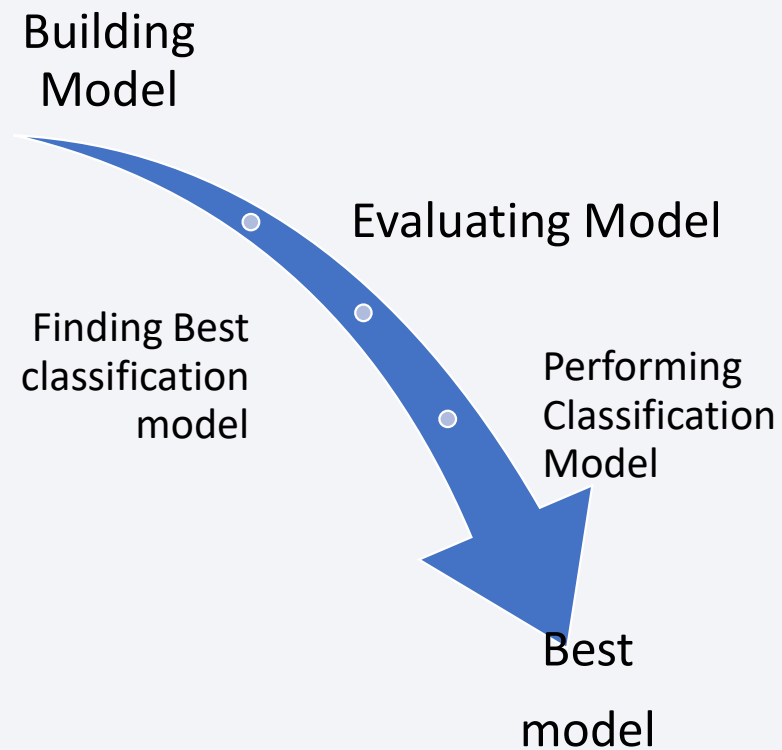 Building
Model
Evaluating Model
Finding Best
classification
model
Performing
Classification
Model
Best
model